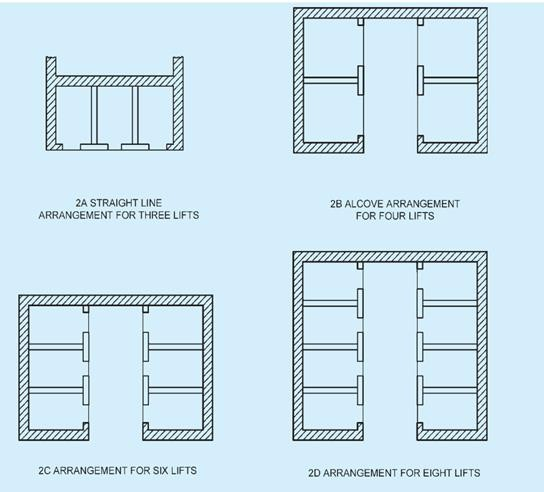 2A STRAIGHT LINE
ARRANGEMENT FOR THREE LIFTS
2B ALCOVE ARRANGEMENT
FOR FOUR LIFTS
2C ARRANGEMENT FOR SIX LIFTS
2D ARRANGEMENT FOR EIGHT LIFTS